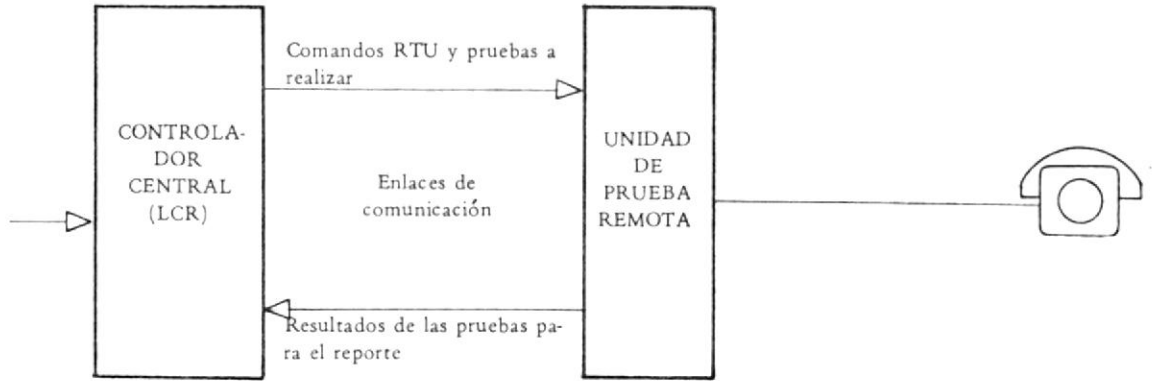 Comandos RTU y pruebas a
realizar
CONTROLA-
DOR
CENTRAL
(LCR)
Enlaces de
comunicación
UNIDAD
DE
PRUEBA
REMOTA
Resultados de las pruebas pa-
ra el reporte